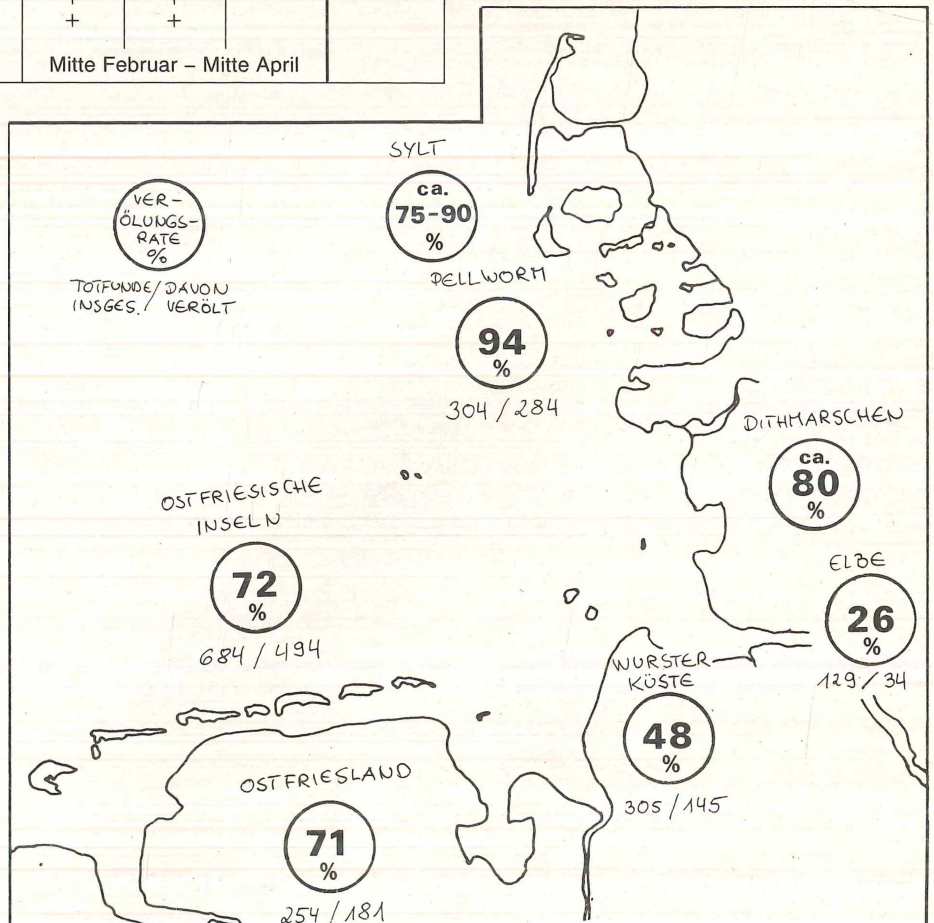 + +
Mitte Februar – Mitte April
SYLT
ca.
75-90
%
VER-
ÖLUNGS-
RATE
%
TOTFUNDE/DAVON
INSGES./VERÖLT
PELLWORM
94
%
304/284
DITHMARSCHEN
ca.
80
%
OSTFRIESISCHE
INSELN
72
%
684/494
ELBE
26
%
129/34
WURSTER
KÜSTE
48
%
305/145
OSTFRIESLAND
71
%
254/181